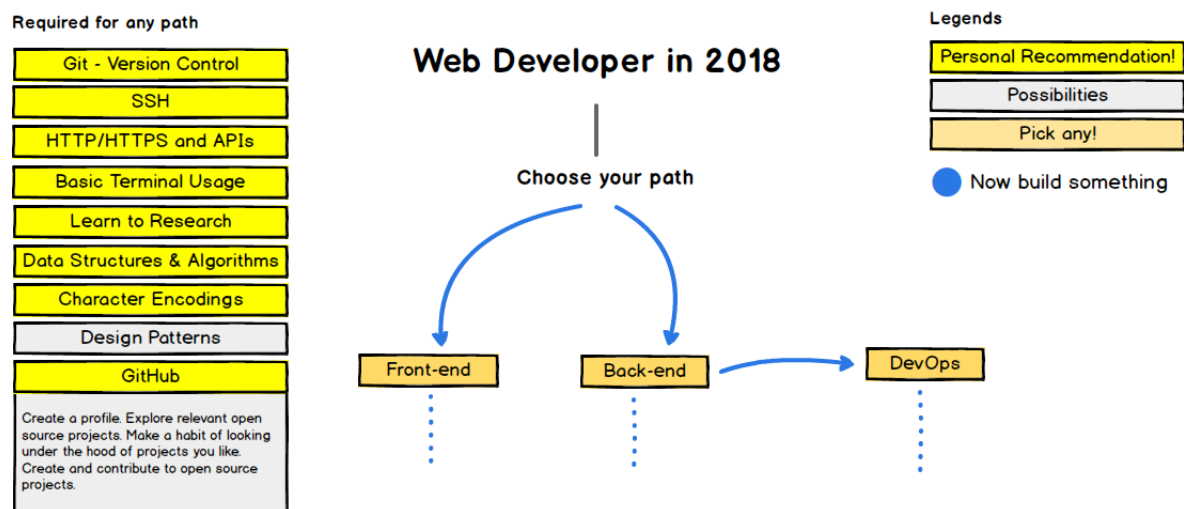 Required for any path
Git - Version Control
SSH
HTTP/HTTPS and APIs
Basic Terminal Usage
Learn to Research
Data Structures & Algorithms
Character Encodings
Design Patterns
GitHub
Create a profile. Explore relevant open
source projects. Make a habit of looking
under the hood of projects you like.
Create and contribute to open source
projects.
Web Developer in 2018
Choose your path
Front-end
Back-end
DevOps
Legends
Personal Recommendation!
Possibilities
Pick any!
Now build something